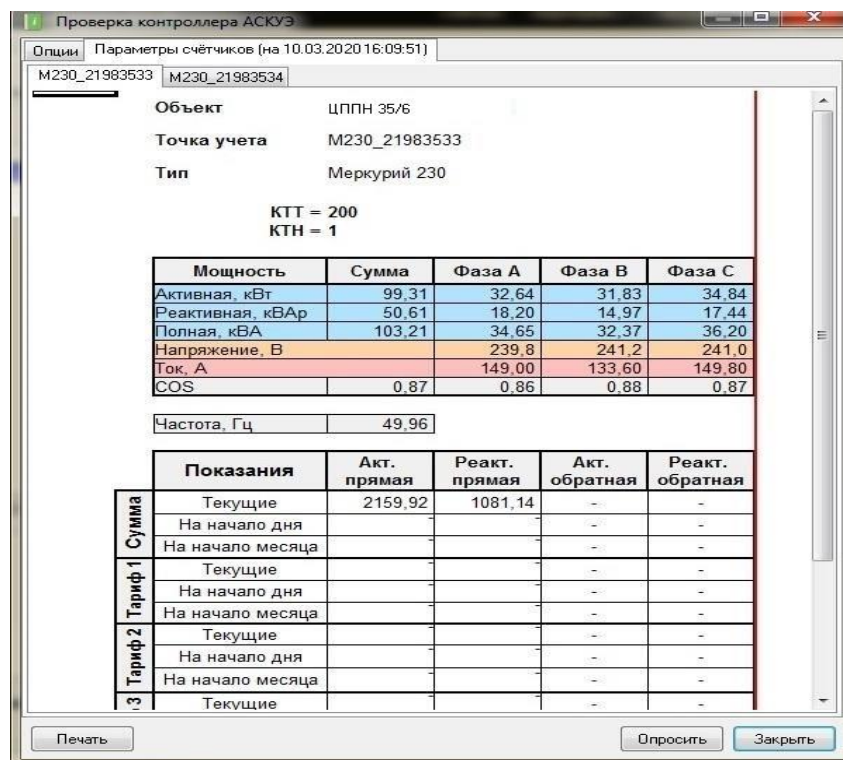 Проверка контроллера АСКУЭ
Опции Параметры счётчиков (на 10.03.2020 16:09:51)
М230_21983533 М230_21983534
Объект ЦППН 35/6
Точка учета М230_21983533
Тип Меркурий 230
КТТ = 200
КТН = 1
Мощность Сумма Фаза А Фаза В Фаза С
Активная, кВт 99,31 32,64 31,83 34,84
Реактивная, кВАр 50,61 18,20 14,97 17,44
Полная, кВА 103,21 34,65 32,37 36,20
Напряжение, В 239,8 241,2 241,0
Ток, А 149,00 133,60 149,80
COS 0,87 0,86 0,88 0,87
Частота, Гц 49,96
Показания Акт. прямая Реакт. прямая Акт. обратная Реакт. обратная
Сумма
Текущие 2159,92 1081,14 - -
На начало дня - - - -
На начало месяца - - - -
Тариф 1
Текущие - - - -
На начало дня - - - -
На начало месяца - - - -
Тариф 2
Текущие - - - -
На начало дня - - - -
На начало месяца - - - -
3
Текущие - - - -
Печать Опросить Закрыть